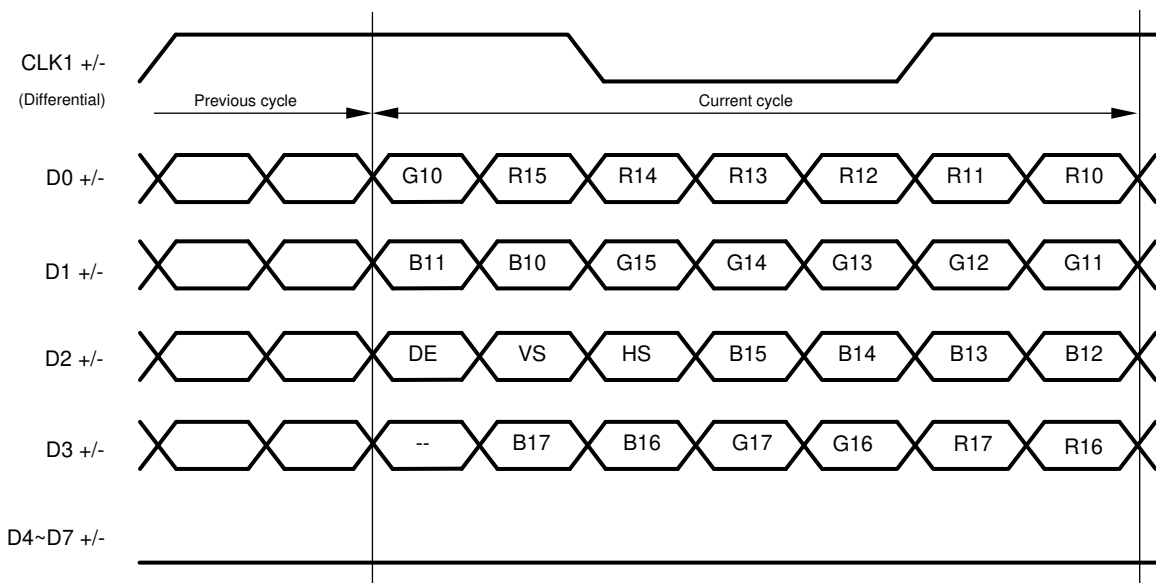 CLK1 +/-
(Differential)
Previous cycle
Current cycle
D0 +/-
G10 R15 R14 R13 R12 R11 R10
D1 +/-
B11 B10 G15 G14 G13 G12 G11
D2 +/-
DE VS HS B15 B14 B13 B12
D3 +/-
-- B17 B16 G17 G16 R17 R16
D4~D7 +/-